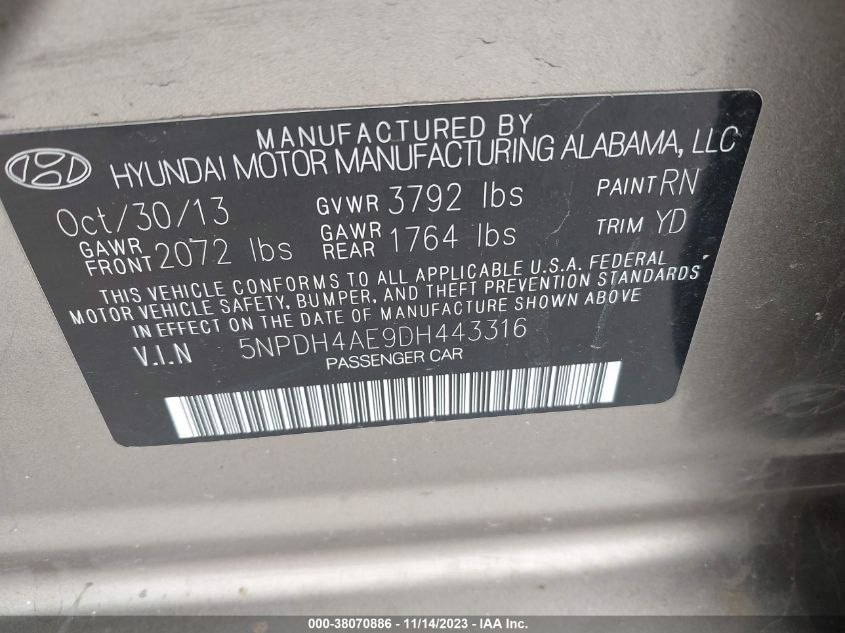 MANUFACTURED BY
HYUNDAI MOTOR MANUFACTURING ALABAMA, LLC
Oct/30/13 GVWR 3792 lbs PAINT RN
GAWR FRONT 2072 lbs GAWR REAR 1764 lbs TRIM YD
THIS VEHICLE CONFORMS TO ALL APPLICABLE U.S.A. FEDERAL
MOTOR VEHICLE SAFETY, BUMPER, AND THEFT PREVENTION STANDARDS
IN EFFECT ON THE DATE OF MANUFACTURE SHOWN ABOVE
V.I.N 5NPDH4AE9DH443316
PASSENGER CAR
000-38070886 - 11/14/2023 - IAA Inc.